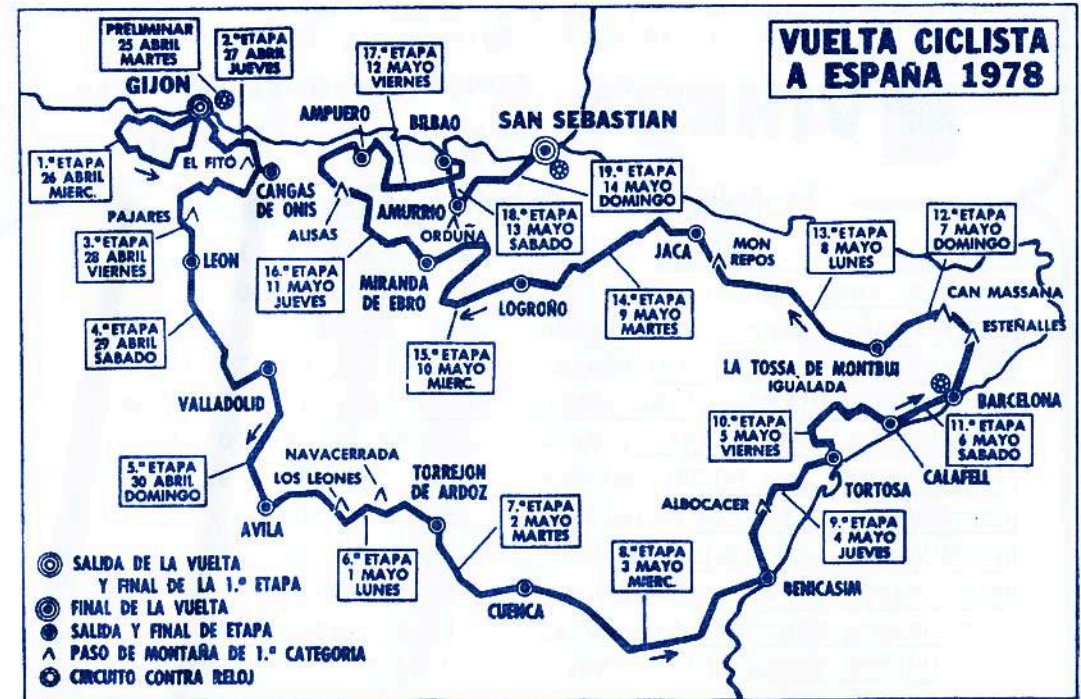 VUELTA CICLISTA
A ESPAÑA 1978
PRELIMINAR
25 ABRIL
MARTES
GIJON
2.ª ETAPA
27 ABRIL
JUEVES
17.ª ETAPA
12 MAYO
VIERNES
AMPUERO
BILBAO
SAN SEBASTIAN
1.ª ETAPA
26 ABRIL
MIERC.
EL FITO
CANGAS
DE ONIS
PAJARES
3.ª ETAPA
28 ABRIL
VIERNES
LEON
ALISAS
AMURRIO
ORDUÑA
18.ª ETAPA
13 MAYO
SABADO
19.ª ETAPA
14 MAYO
DOMINGO
16.ª ETAPA
11 MAYO
JUEVES
MIRANDA
DE EBRO
LOGROÑO
JACA
MON
REPOS
13.ª ETAPA
8 MAYO
LUNES
12.ª ETAPA
7 MAYO
DOMINGO
CAN MASSANA
ESTEÑALLES
14.ª ETAPA
9 MAYO
MARTES
4.ª ETAPA
29 ABRIL
SABADO
15.ª ETAPA
10 MAYO
MIERC.
LA TOSSA DE MONTBUI
IGUALADA
BARCELONA
VALLADOLID
10.ª ETAPA
5 MAYO
VIERNES
11.ª ETAPA
6 MAYO
SABADO
CALAFELL
5.ª ETAPA
30 ABRIL
DOMINGO
NAVACERRADA
LOS LEONES
TORREJON
DE ARDOZ
TORTOSA
ALBOCACER
AVILA
7.ª ETAPA
2 MAYO
MARTES
9.ª ETAPA
4 MAYO
JUEVES
6.ª ETAPA
1 MAYO
LUNES
8.ª ETAPA
3 MAYO
MIERC.
CUENCA
BENICASIM
SALIDA DE LA VUELTA
Y FINAL DE LA 1.ª ETAPA
FINAL DE LA VUELTA
SALIDA Y FINAL DE ETAPA
PASO DE MONTAÑA DE 1.ª CATEGORIA
CIRCUITO CONTRA RELOJ